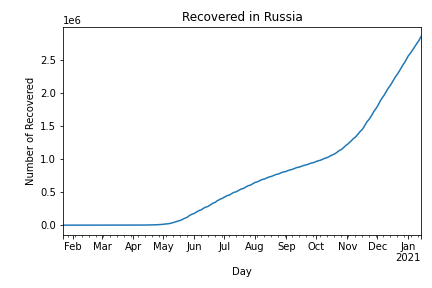 Recovered in Russia
1e6
2.5
2.0
1.5
1.0
0.5
0.0
Number of Recovered
Feb Mar Apr May Jun Jul Aug Sep Oct Nov Dec Jan
2021
Day